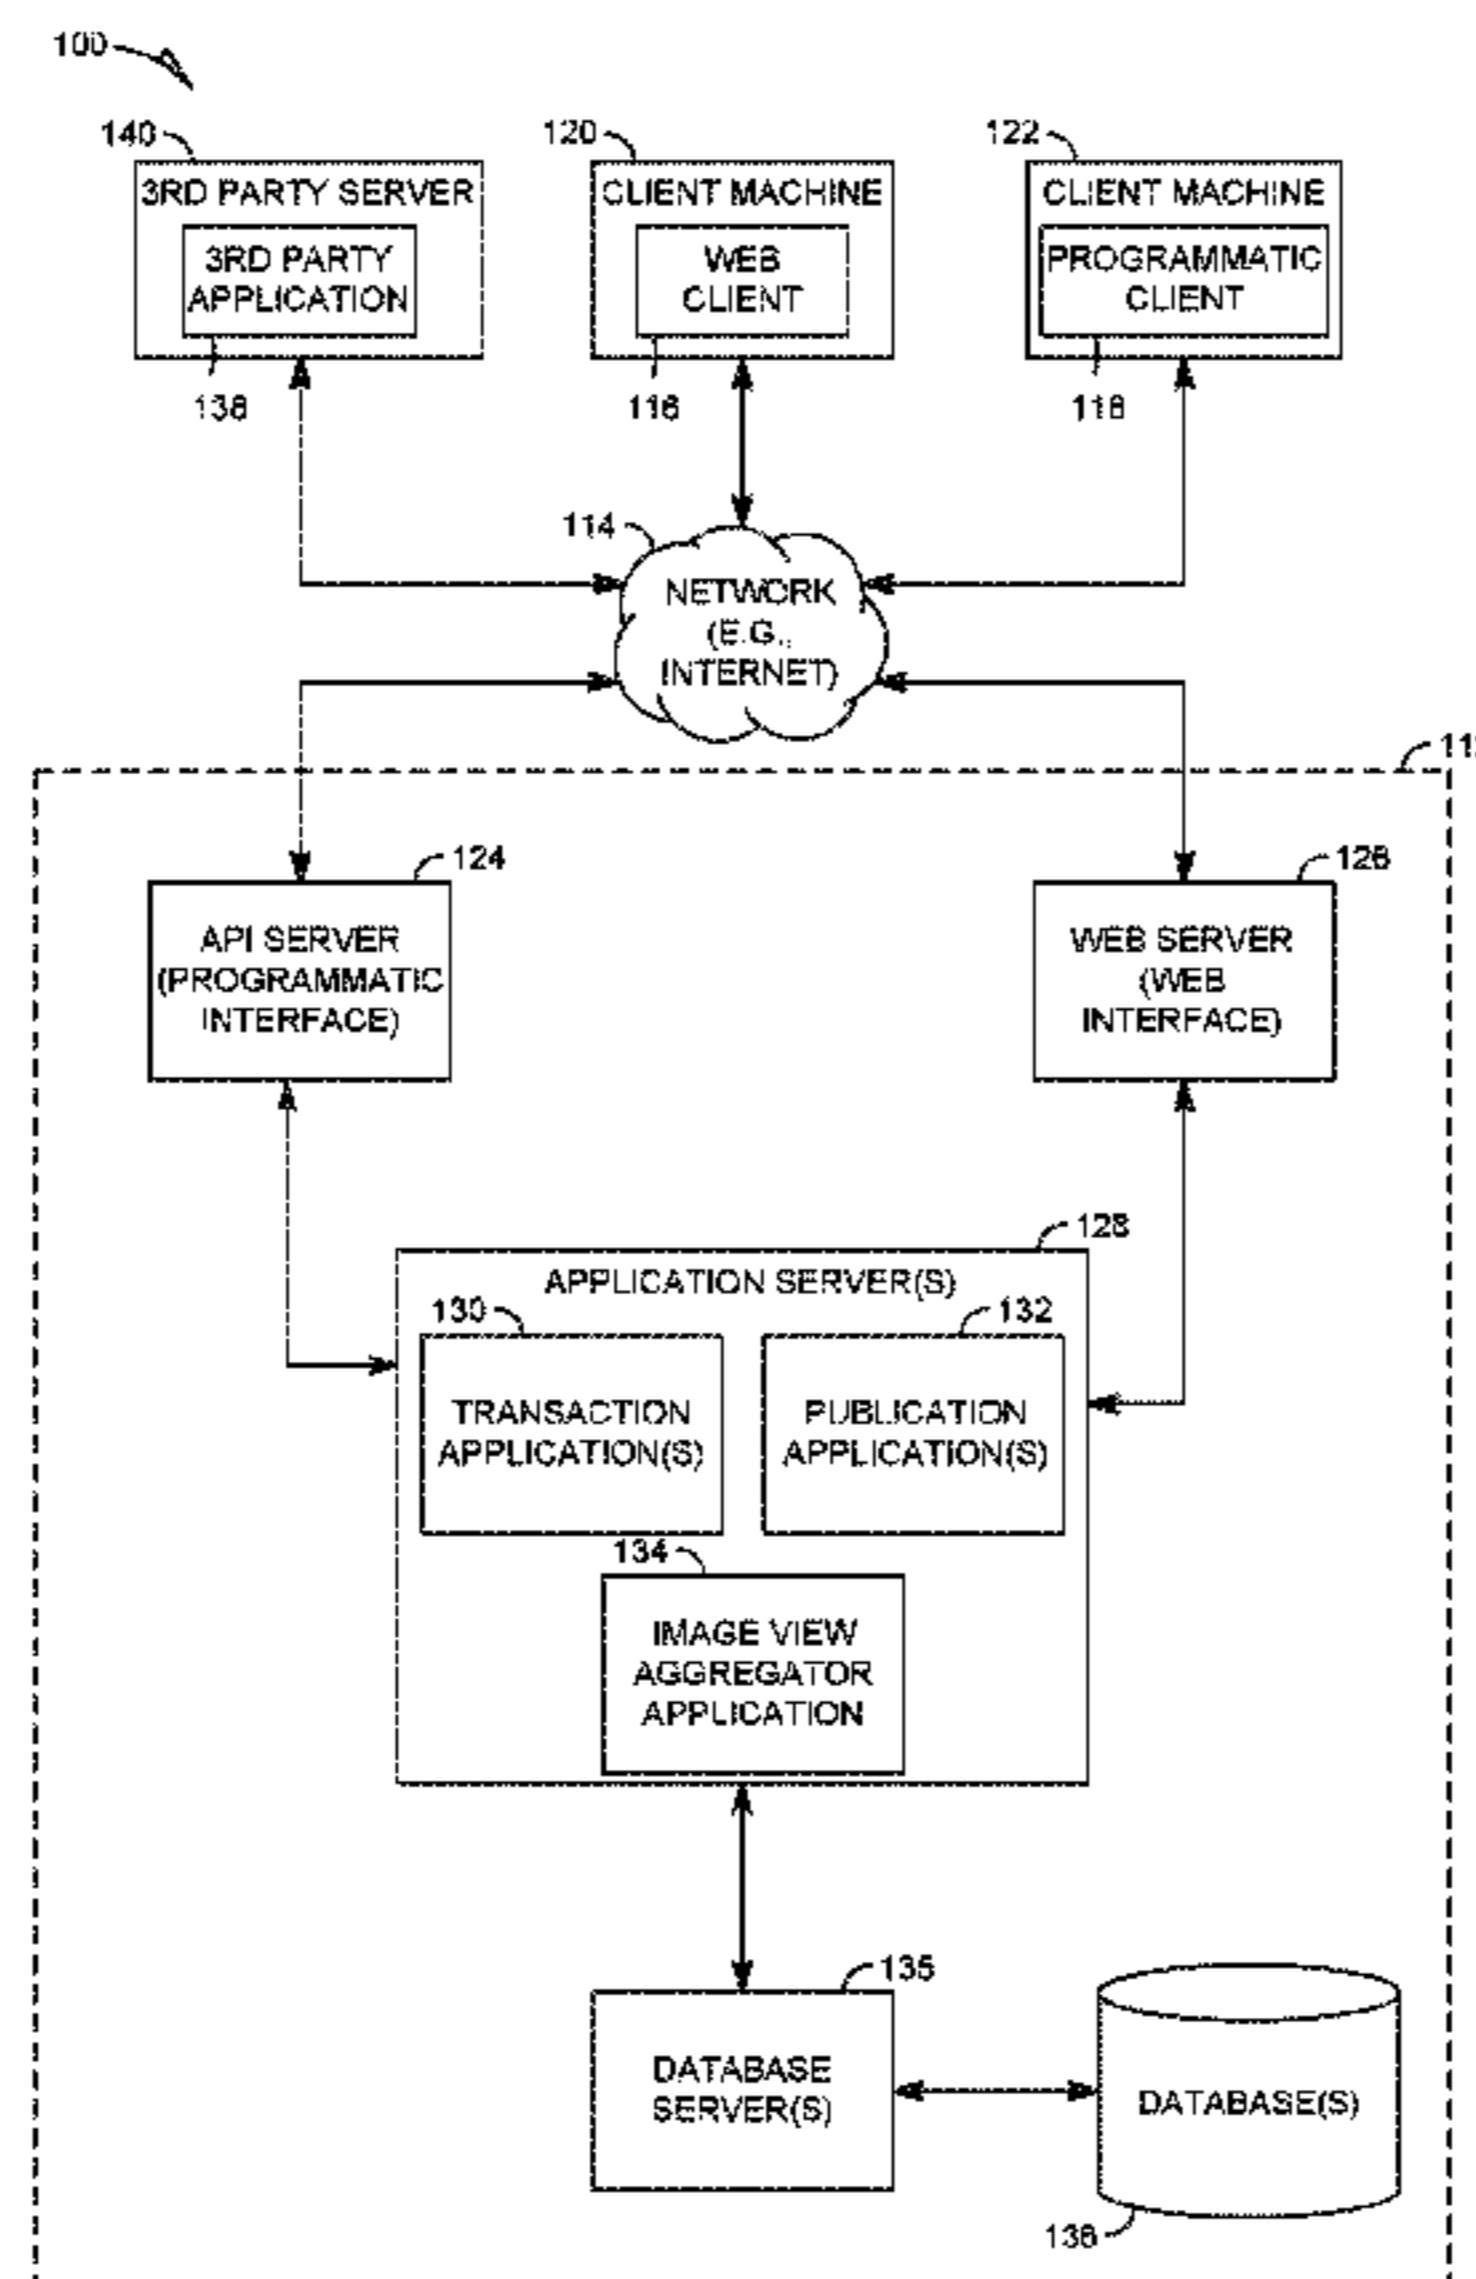 100
140
120
122
3RD PARTY SERVER
CLIENT MACHINE
CLIENT MACHINE
3RD PARTY
APPLICATION
WEB
CLIENT
PROGRAMMATIC
CLIENT
138
116
118
114
NETWORK
(E.G.,
INTERNET)
124
126
API SERVER
(PROGRAMMATIC
INTERFACE)
WEB SERVER
(WEB
INTERFACE)
128
APPLICATION SERVER(S)
130
132
TRANSACTION
APPLICATION(S)
PUBLICATION
APPLICATION(S)
134
IMAGE VIEW
AGGREGATOR
APPLICATION
135
DATABASE
SERVER(S)
DATABASE(S)
136